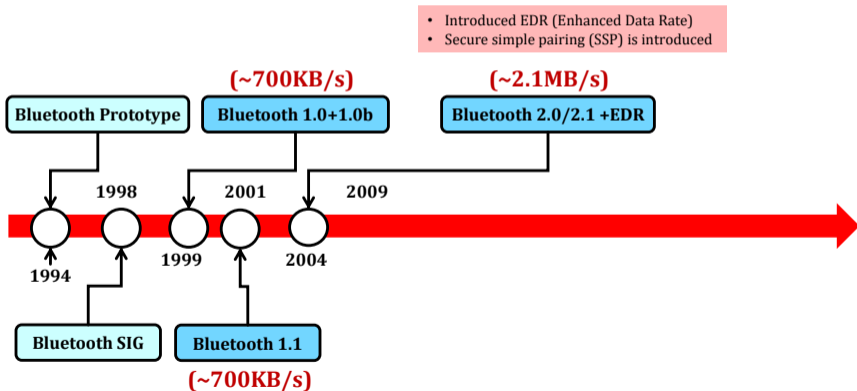 • Introduced EDR (Enhanced Data Rate)
• Secure simple pairing (SSP) is introduced
(~700KB/s)
(~2.1MB/s)
Bluetooth Prototype
Bluetooth 1.0+1.0b
Bluetooth 2.0/2.1 +EDR
1998
2001
2009
1994
1999
2004
Bluetooth SIG
Bluetooth 1.1
(~700KB/s)